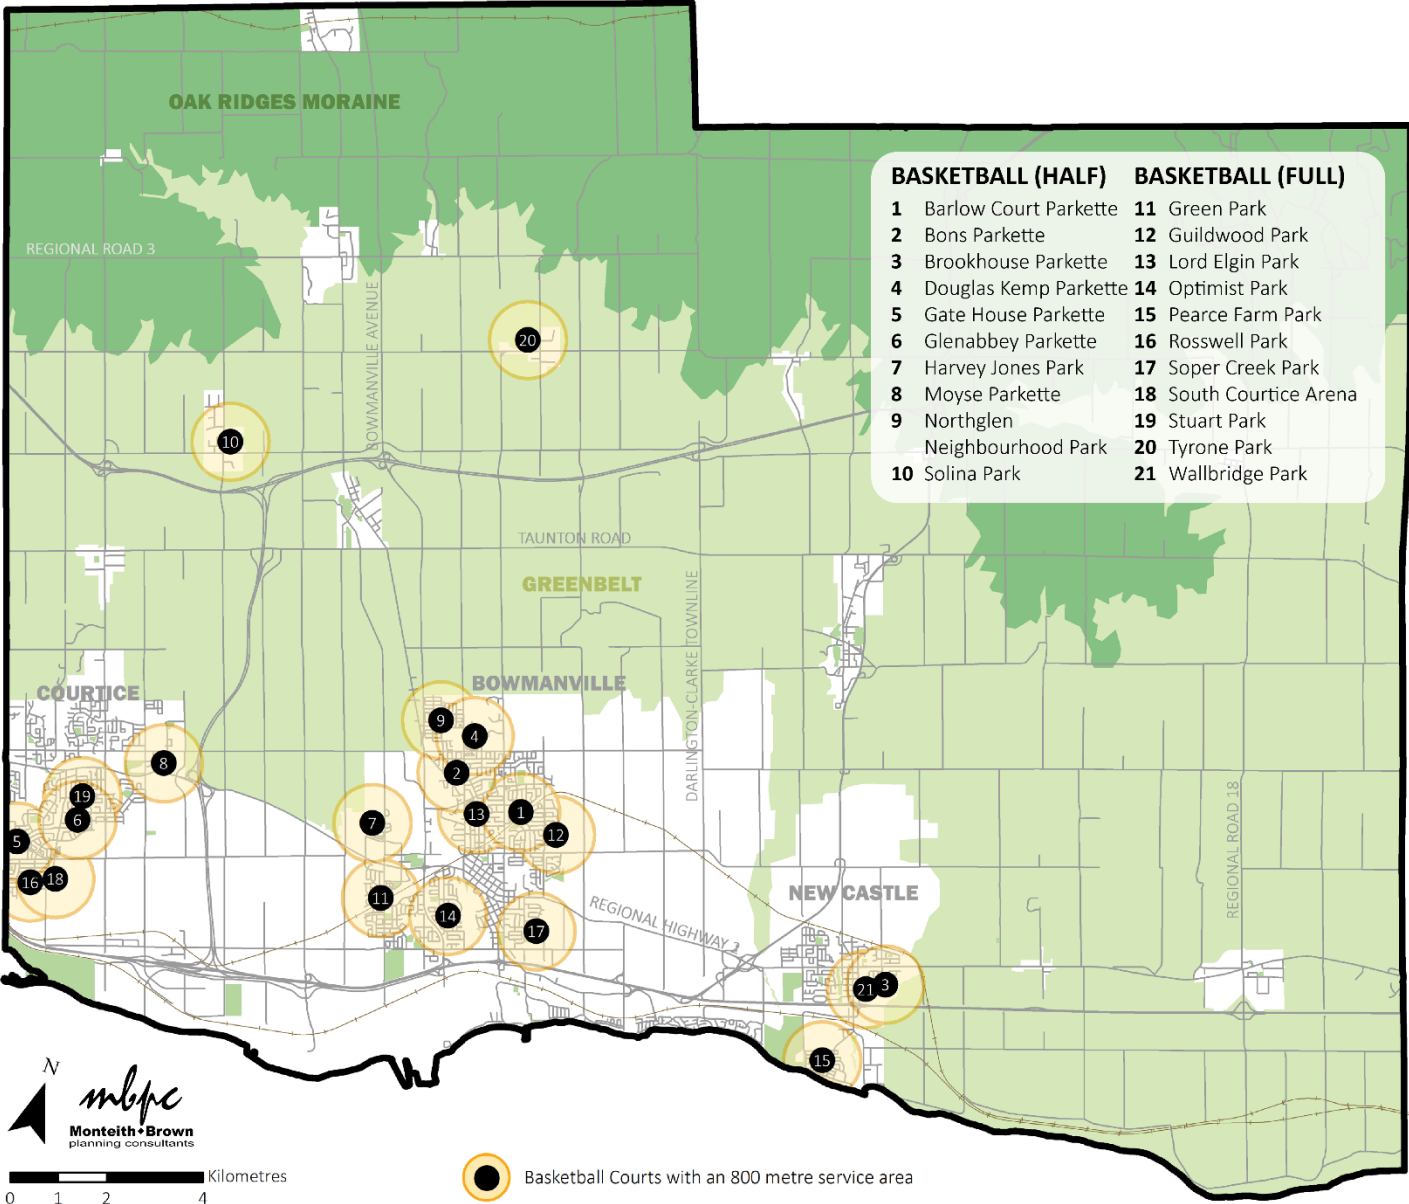 OAK RIDGES MORAINE
BASKETBALL (HALF)
1 Barlow Court Parkette
2 Bons Parkette
3 Brookhouse Parkette
4 Douglas Kemp Parkette
5 Gate House Parkette
6 Glenabbey Parkette
7 Harvey Jones Park
8 Moyse Parkette
9 Northglen
Neighbourhood Park
10 Solina Park
BASKETBALL (FULL)
11 Green Park
12 Guildwood Park
13 Lord Elgin Park
14 Optimist Park
15 Pearce Farm Park
16 Rosswell Park
17 Soper Creek Park
18 South Courtice Arena
19 Stuart Park
20 Tyrone Park
21 Wallbridge Park
REGIONAL ROAD 3
BOWMANVILLE AVENUE
20
10
TAUNTON ROAD
GREENBELT
DARLINGTON-CLARKE TOWNLINE
COURTICE
BOWMANVILLE
9
4
8
2
19
6
7
13
1
12
5
16
18
11
14
17
REGIONAL ROAD 18
NEWCASTLE
REGIONAL HIGHWAY 2
21
3
15
N
mbpc
Monteith Brown
planning consultants
Kilometres
0 1 2 4
Basketball Courts with an 800 metre service area